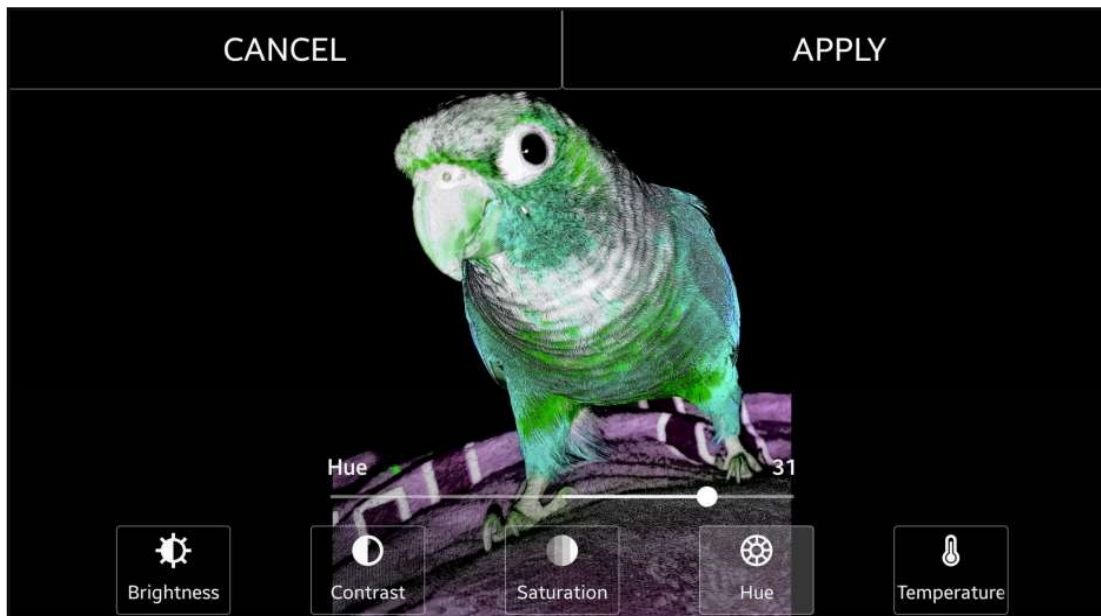 CANCEL
APPLY
Hue
31
Brightness
Contrast
Saturation
Hue
Temperature